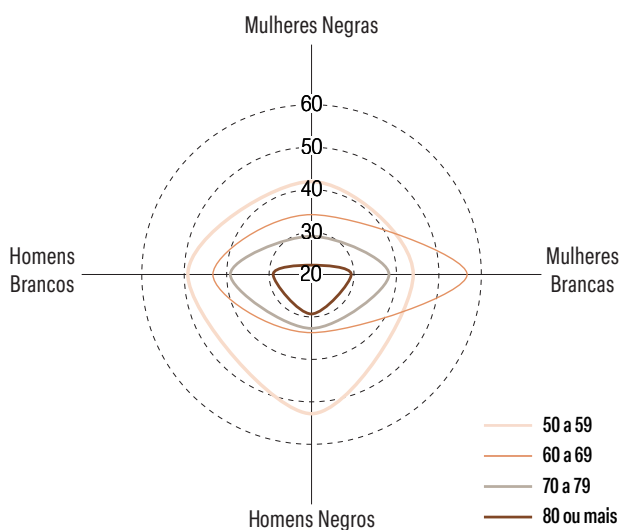 Mulheres Negras
60
50
40
30
20
Homens
Brancos
Mulheres
Brancas
Homens Negros
50 a 59
60 a 69
70 a 79
80 ou mais